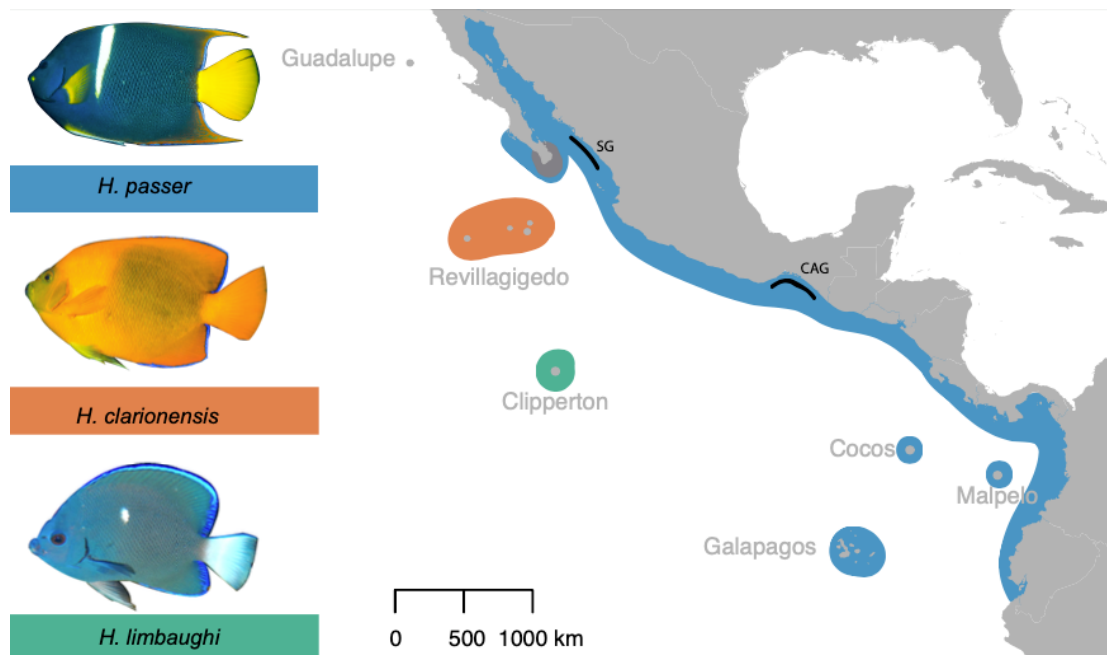 H. passer
H. clarionensis
H. limbaughi
Guadalupe
SG
Revillagigedo
CAG
Clipperton
Cocos
Malpelo
Galapagos
0 500 1000 km